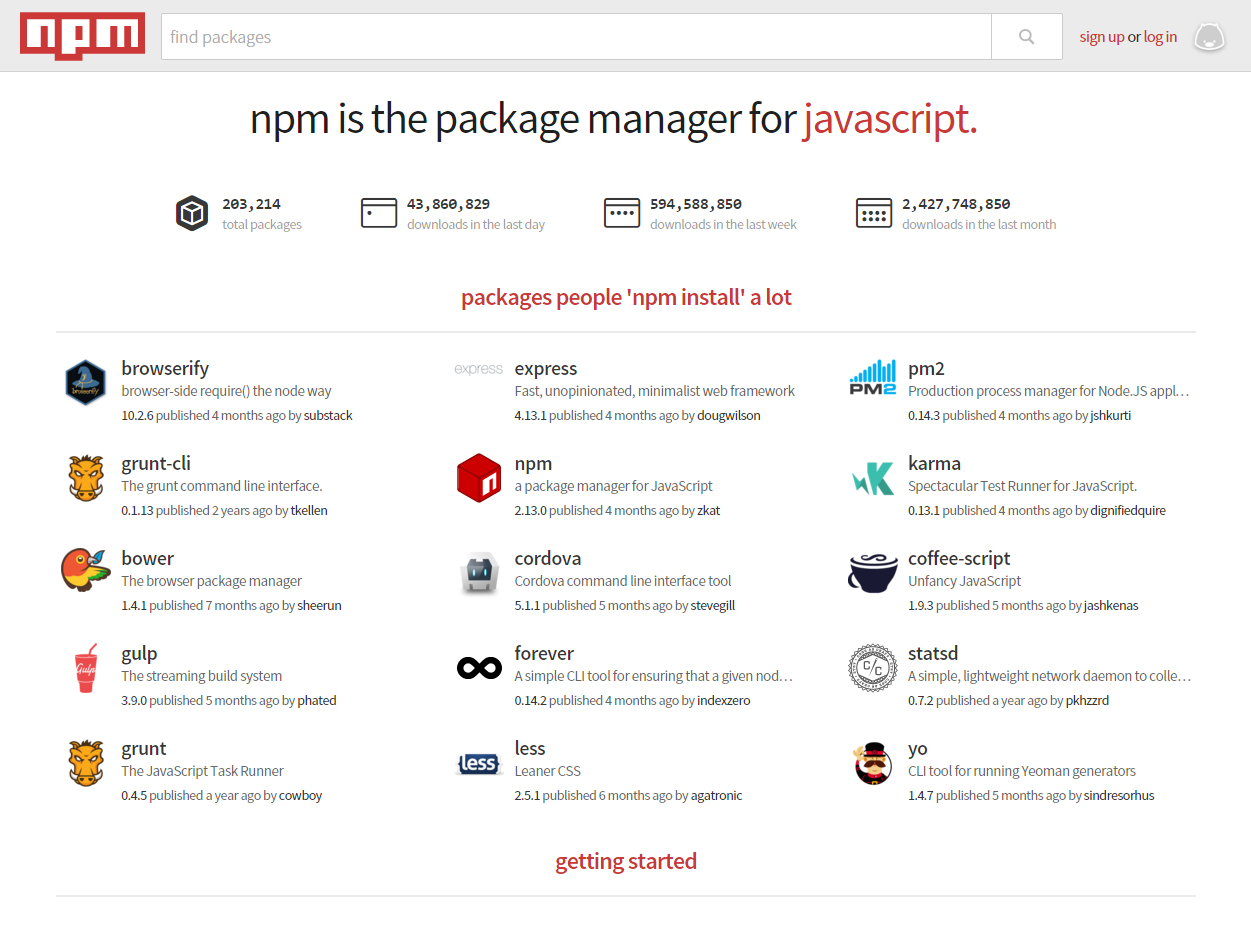 npm
find packages
sign up or log in
npm is the package manager for javascript.
203,214
total packages
43,860,829
downloads in the last day
594,588,850
downloads in the last week
2,427,748,850
downloads in the last month
packages people 'npm install' a lot
browserify
browserify
browser-side require() the node way
10.2.6 published 4 months ago by substack
express
express
Fast, unopinionated, minimalist web framework
4.13.1 published 4 months ago by dougwilson
PM2
pm2
Production process manager for Node.JS appl…
0.14.3 published 4 months ago by jshkurti
grunt-cli
The grunt command line interface.
0.1.13 published 2 years ago by tkellen
n
npm
a package manager for JavaScript
2.13.0 published 4 months ago by zkat
K
karma
Spectacular Test Runner for JavaScript.
0.13.1 published 4 months ago by dignifiedquire
bower
The browser package manager
1.4.1 published 7 months ago by sheerun
cordova
Cordova command line interface tool
5.1.1 published 5 months ago by stevegill
coffee-script
Unfancy JavaScript
1.9.3 published 5 months ago by jashkenas
Gulp
gulp
The streaming build system
3.9.0 published 5 months ago by phated
forever
A simple CLI tool for ensuring that a given nod…
0.14.2 published 4 months ago by indexzero
C/C
statsd
A simple, lightweight network daemon to colle…
0.7.2 published a year ago by pkhzzrd
grunt
The JavaScript Task Runner
0.4.5 published a year ago by cowboy
less
less
Leaner CSS
2.5.1 published 6 months ago by agatronic
yo
CLI tool for running Yeoman generators
1.4.7 published 5 months ago by sindresorhus
getting started